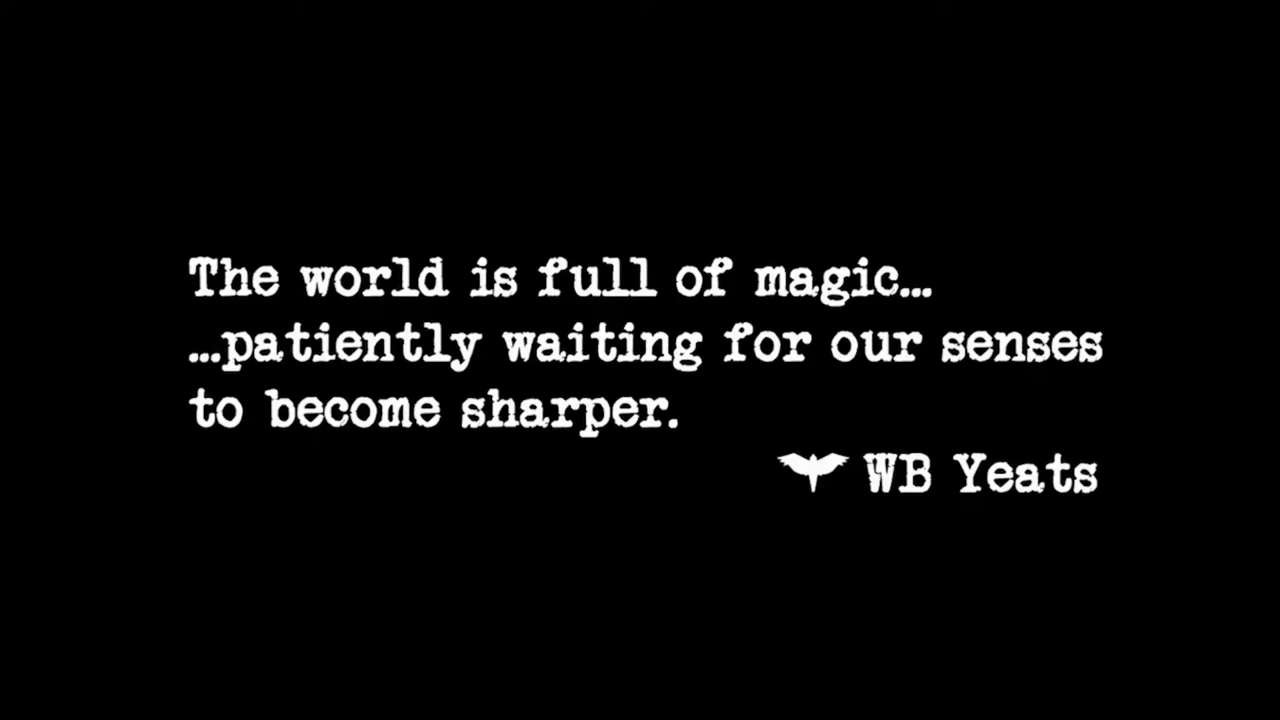 The world is full of magic...
...patiently waiting for our senses
to become sharper.
WB Yeats